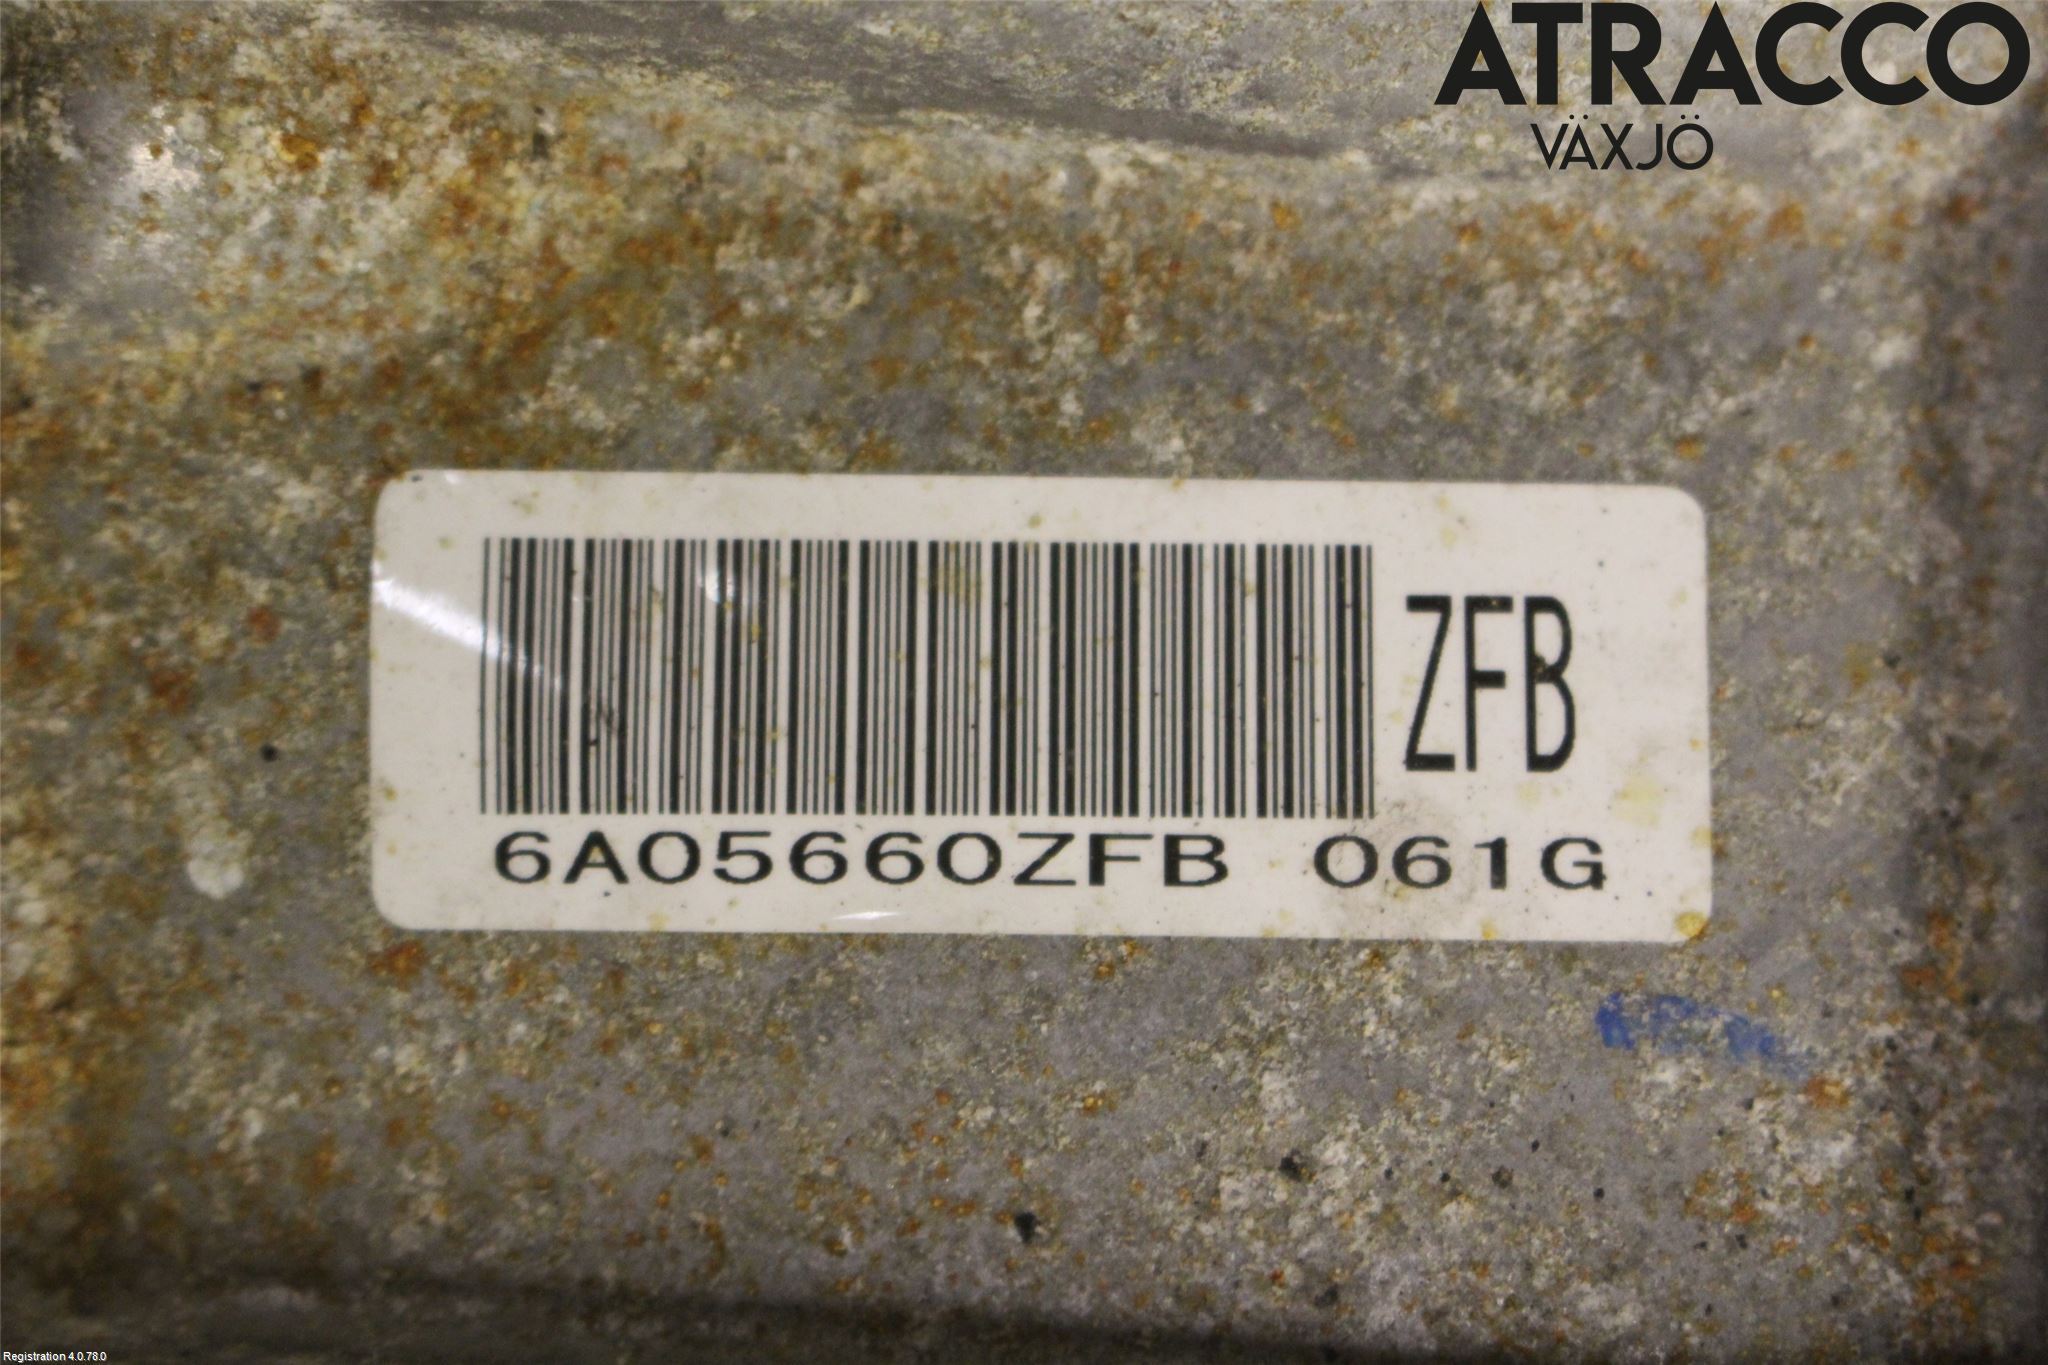 ATRACCO
VÄXJÖ
ZFB
6A05660ZFB 061G
Registration 4.0.78.0